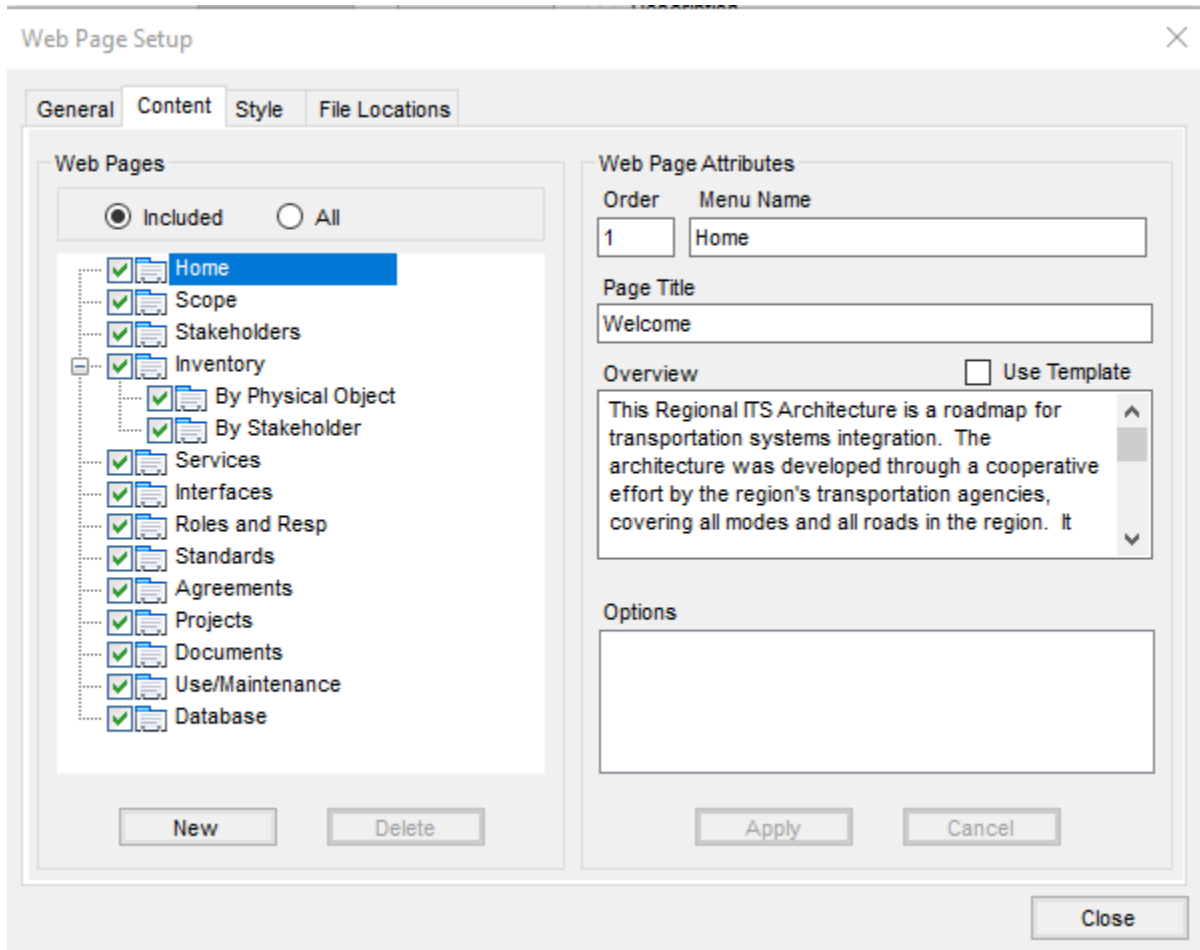 Web Page Setup
General Content Style File Locations
Web Pages
Included All
Home
Scope
Stakeholders
Inventory
By Physical Object
By Stakeholder
Services
Interfaces
Roles and Resp
Standards
Agreements
Projects
Documents
Use/Maintenance
Database
New Delete
Web Page Attributes
Order Menu Name
1 Home
Page Title
Welcome
Overview Use Template
This Regional ITS Architecture is a roadmap for
transportation systems integration. The
architecture was developed through a cooperative
effort by the region's transportation agencies,
covering all modes and all roads in the region. It
Options
Apply Cancel
Close